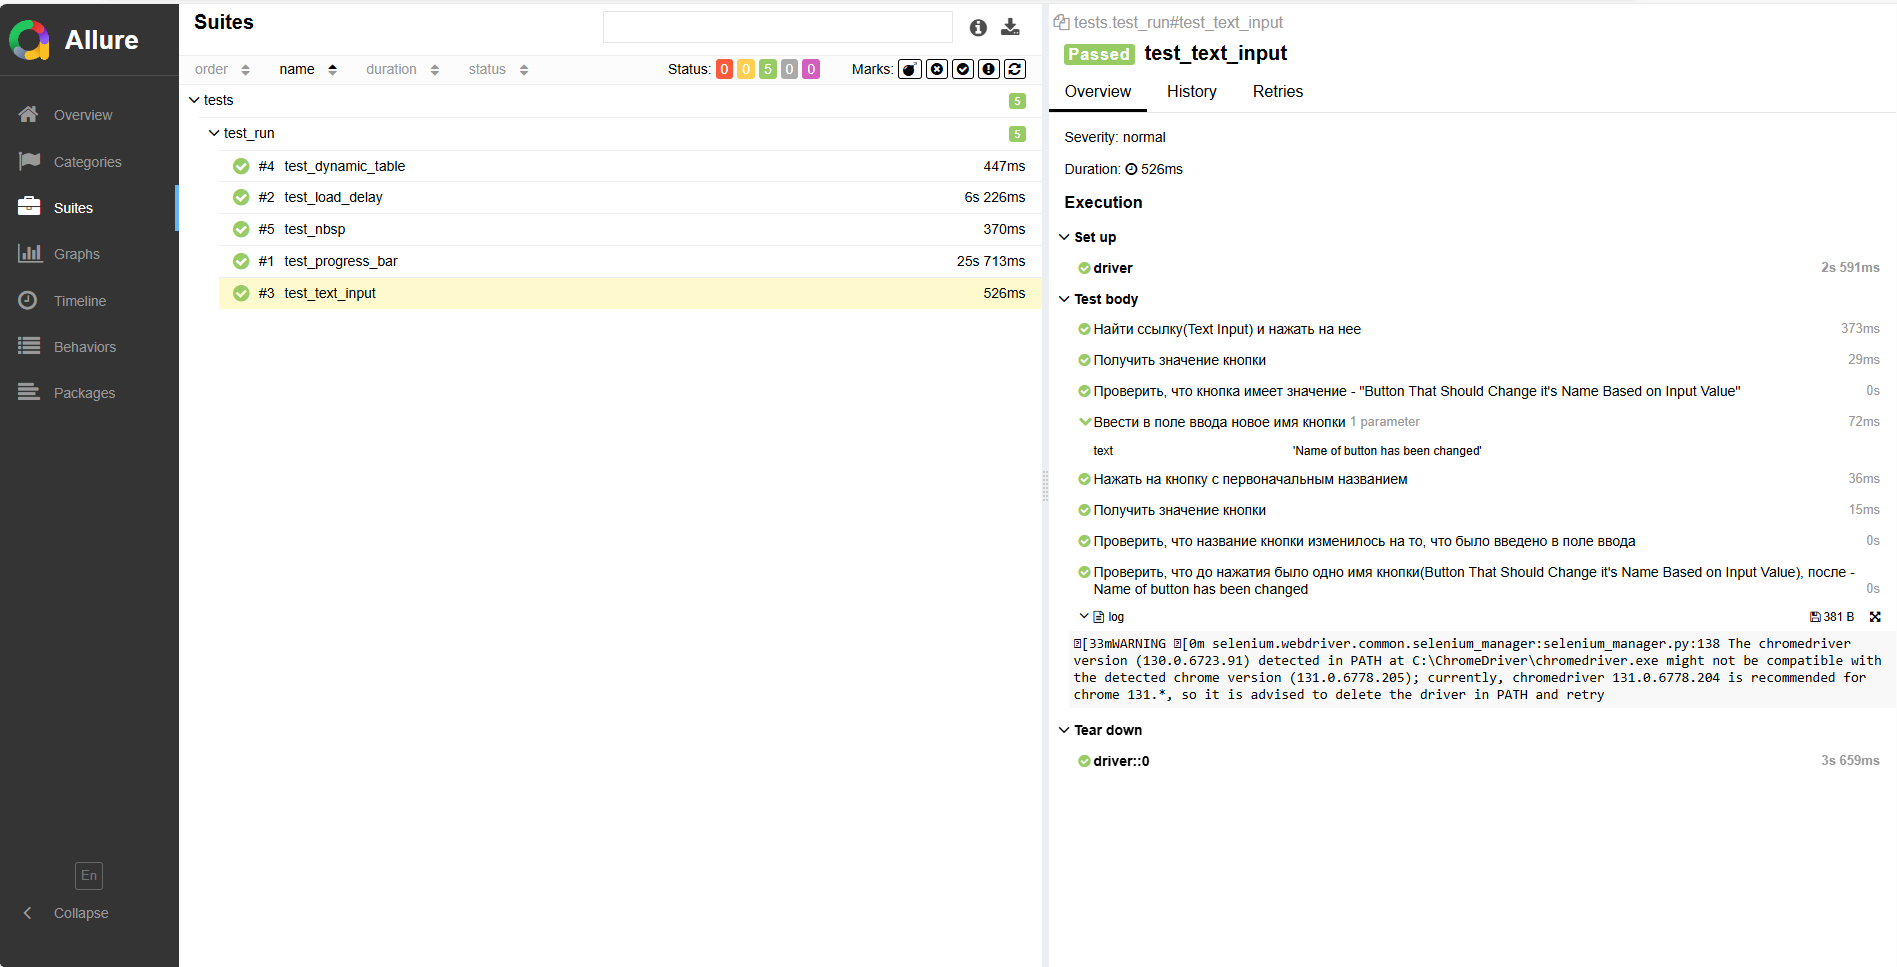 Allure
Overview
Categories
Suites
Graphs
Timeline
Behaviors
Packages
En
Collapse
Suites
order name duration status Status: 0 0 5 0 0 Marks:
tests 5
test_run 5
#4 test_dynamic_table 447ms
#2 test_load_delay 6s 226ms
#5 test_nbsp 370ms
#1 test_progress_bar 25s 713ms
#3 test_text_input 526ms
tests.test_run#test_text_input
Passed test_text_input
Overview History Retries
Severity: normal
Duration: 526ms
Execution
Set up
driver 2s 591ms
Test body
Найти ссылку(Text Input) и нажать на нее 373ms
Получить значение кнопки 29ms
Проверить, что кнопка имеет значение - "Button That Should Change it's Name Based on Input Value" 0s
Ввести в поле ввода новое имя кнопки 1 parameter 72ms
text 'Name of button has been changed'
Нажать на кнопку с первоначальным названием 36ms
Получить значение кнопки 15ms
Проверить, что название кнопки изменилось на то, что было введено в поле ввода 0s
Проверить, что до нажатия было одно имя кнопки(Button That Should Change it's Name Based on Input Value), после -
Name of button has been changed 0s
log 381 B
[33mWARNING [0m selenium.webdriver.common.selenium_manager:selenium_manager.py:138 The chromedriver
version (130.0.6723.91) detected in PATH at C:\ChromeDriver\chromedriver.exe might not be compatible with
the detected chrome version (131.0.6778.205); currently, chromedriver 131.0.6778.204 is recommended for
chrome 131.*, so it is advised to delete the driver in PATH and retry
Tear down
driver::0 3s 659ms